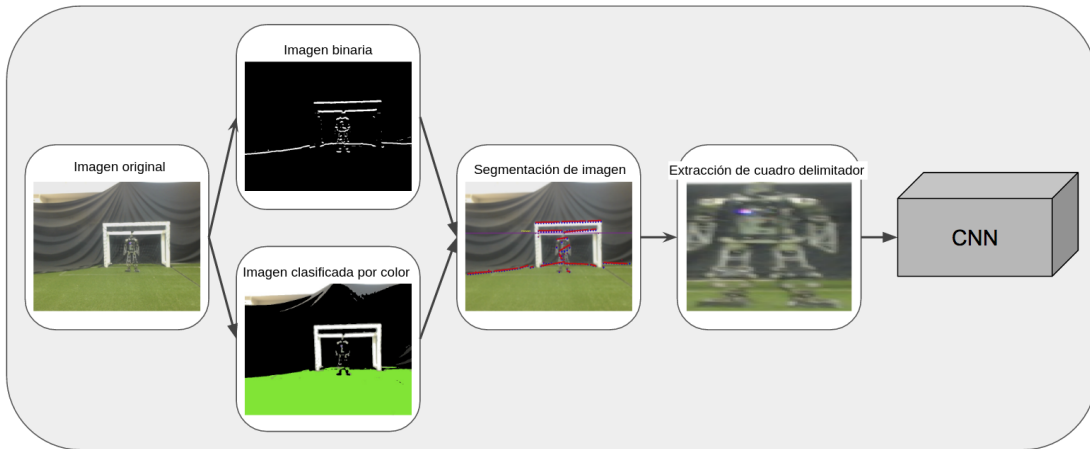 Imagen original
Imagen binaria
Imagen clasificada por color
Segmentación de imagen
Extracción de cuadro delimitador
CNN